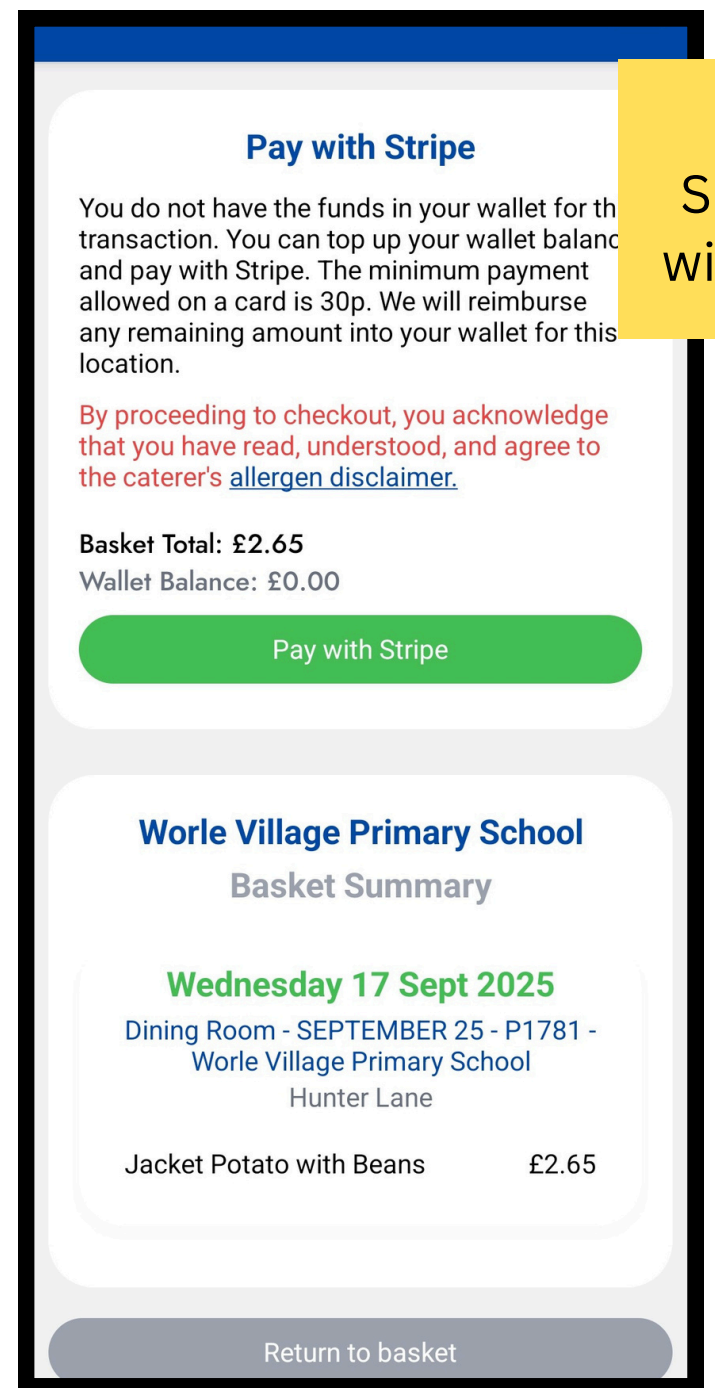 Pay with Stripe
You do not have the funds in your wallet for
transaction. You can top up your wallet
and pay with Stripe. The minimum payment
allowed on a card is 30p. We will reimburse
any remaining amount into your wallet for this
location.
By proceeding to checkout, you acknowledge
that you have read, understood, and agree to
the caterer's allergen disclaimer.
Basket Total: £2.65
Wallet Balance: £0.00
Pay with Stripe
Worle Village Primary School
Basket Summary
Wednesday 17 Sept 2025
Dining Room - SEPTEMBER 25 - P1781 -
Worle Village Primary School
Hunter Lane
Jacket Potato with Beans £2.65
Return to basket